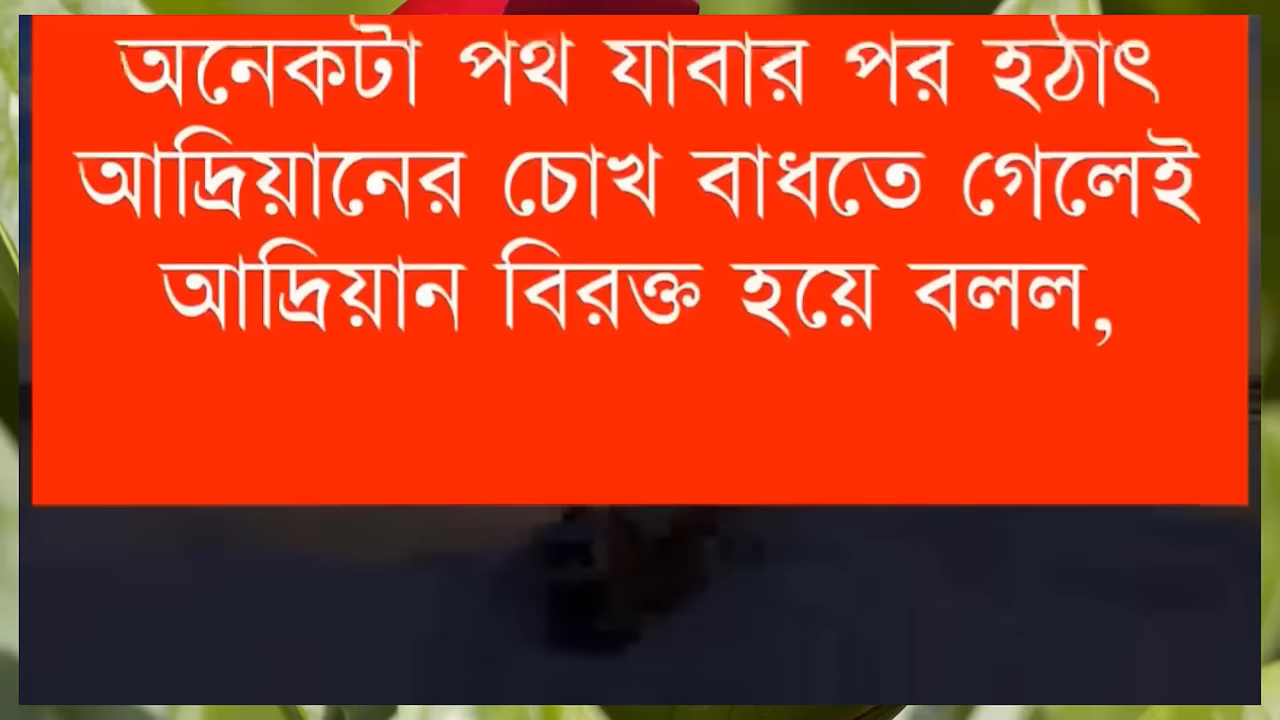 অনেকটা পথ যাবার পর হঠাৎ
আদ্রিয়ানের চোখ বাধতে গেলেই
আদ্রিয়ান বিরক্ত হয়ে বলল,